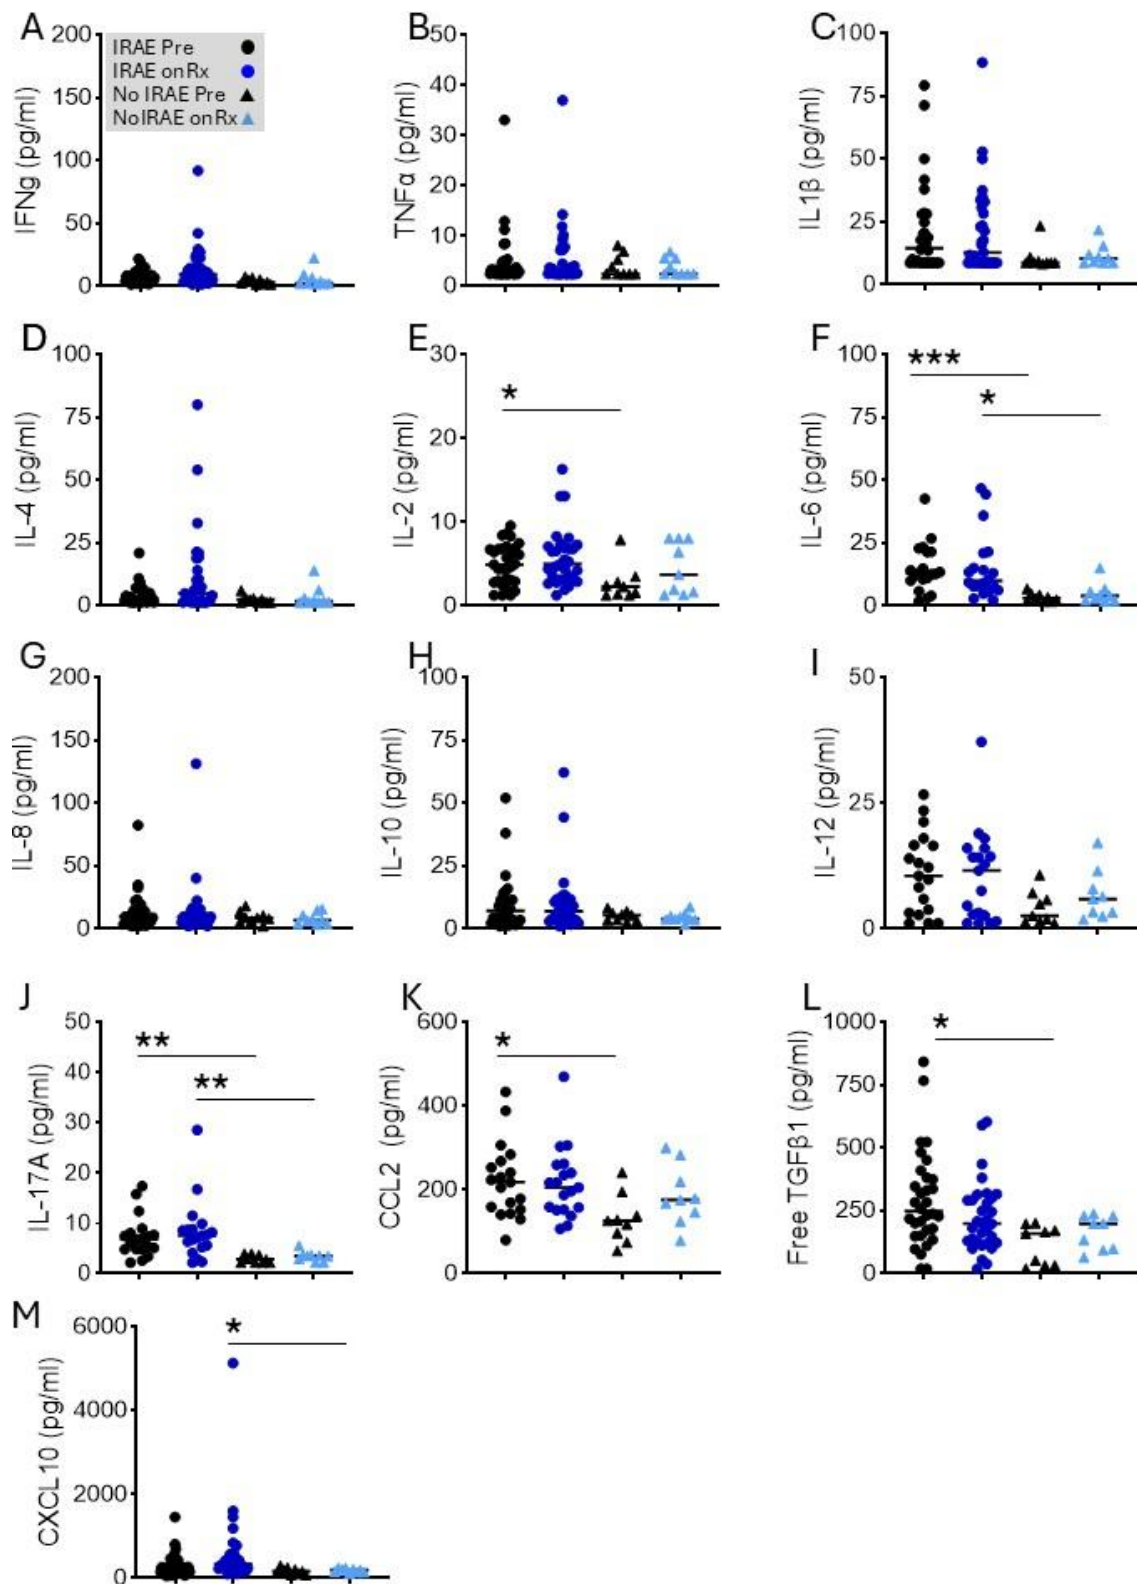 A
200
150
100
50
0
IFNg (pg/ml)
IRAE Pre
IRAE onRx
No IRAE Pre
NoIRAE onRx
B
50
40
30
20
10
0
TNFα (pg/ml)
C
100
75
50
25
0
IL1β (pg/ml)
D
100
75
50
25
0
IL-4 (pg/ml)
E
30
20
10
0
IL-2 (pg/ml)
*
F
100
75
50
25
0
IL-6 (pg/ml)
***
*
G
200
150
100
50
0
IL-8 (pg/ml)
H
100
75
50
25
0
IL-10 (pg/ml)
I
50
25
0
IL-12 (pg/ml)
J
50
40
30
20
10
0
IL-17A (pg/ml)
**
**
K
600
400
200
0
CCL2 (pg/ml)
*
L
1000
750
500
250
0
Free TGFβ1 (pg/ml)
*
M
6000
4000
2000
0
CXCL10 (pg/ml)
*